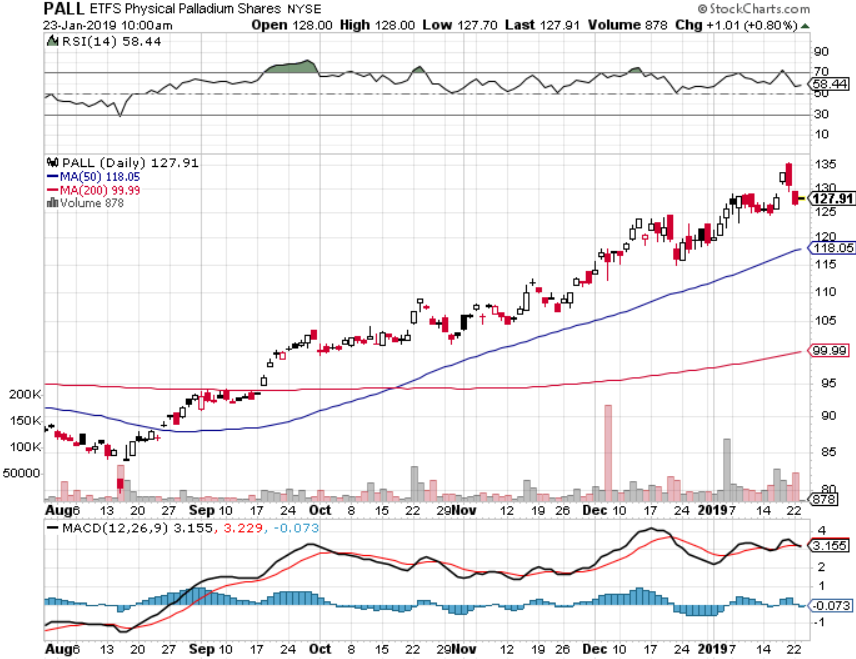 PALL ETFS Physical Palladium Shares NYSE
© StockCharts.com
23-Jan-2019 10:00am
Open 128.00 High 128.00 Low 127.70 Last 127.91 Volume 878 Chg +1.01 (+0.80%)
RSI(14) 58.44
90
70
58.44
50
30
10
PALL (Daily) 127.91
MA(50) 118.05
MA(200) 99.99
Volume 878
135
130
127.91
125
120
118.05
115
110
105
99.99
95
90
85
80
878
200K
150K
100K
50000
Aug 6 13 20 27 Sep 10 17 24 Oct 8 15 22 29 Nov 12 19 26 Dec 10 17 24 2019 7 14 22
MACD(12,26,9) 3.155, 3.229, -0.073
4
3.155
2
1
-0.073
-1
Aug 6 13 20 27 Sep 10 17 24 Oct 8 15 22 29 Nov 12 19 26 Dec 10 17 24 2019 7 14 22